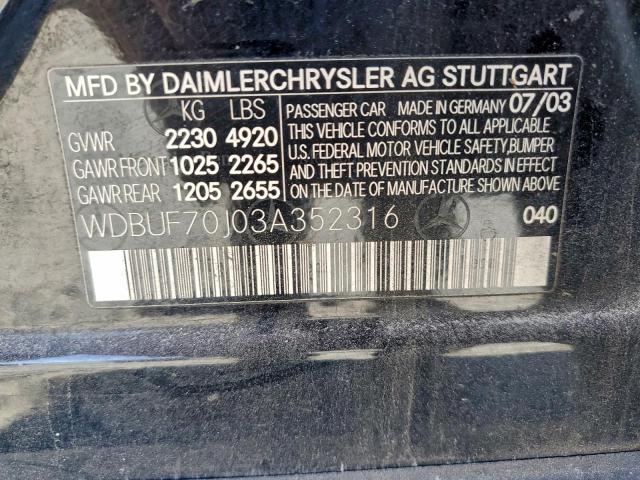 MFD BY DAIMLERCHRYSLER AG STUTTGART
KG LBS
GVWR 2230 4920
GAWR FRONT 1025 2265
GAWR REAR 1205 2655
PASSENGER CAR MADE IN GERMANY 07/03
THIS VEHICLE CONFORMS TO ALL APPLICABLE
U.S. FEDERAL MOTOR VEHICLE SAFETY, BUMPER
AND THEFT PREVENTION STANDARDS IN EFFECT
ON THE DATE OF MANUFACTURE SHOWN ABOVE.
WDBUF70J03A352316 040